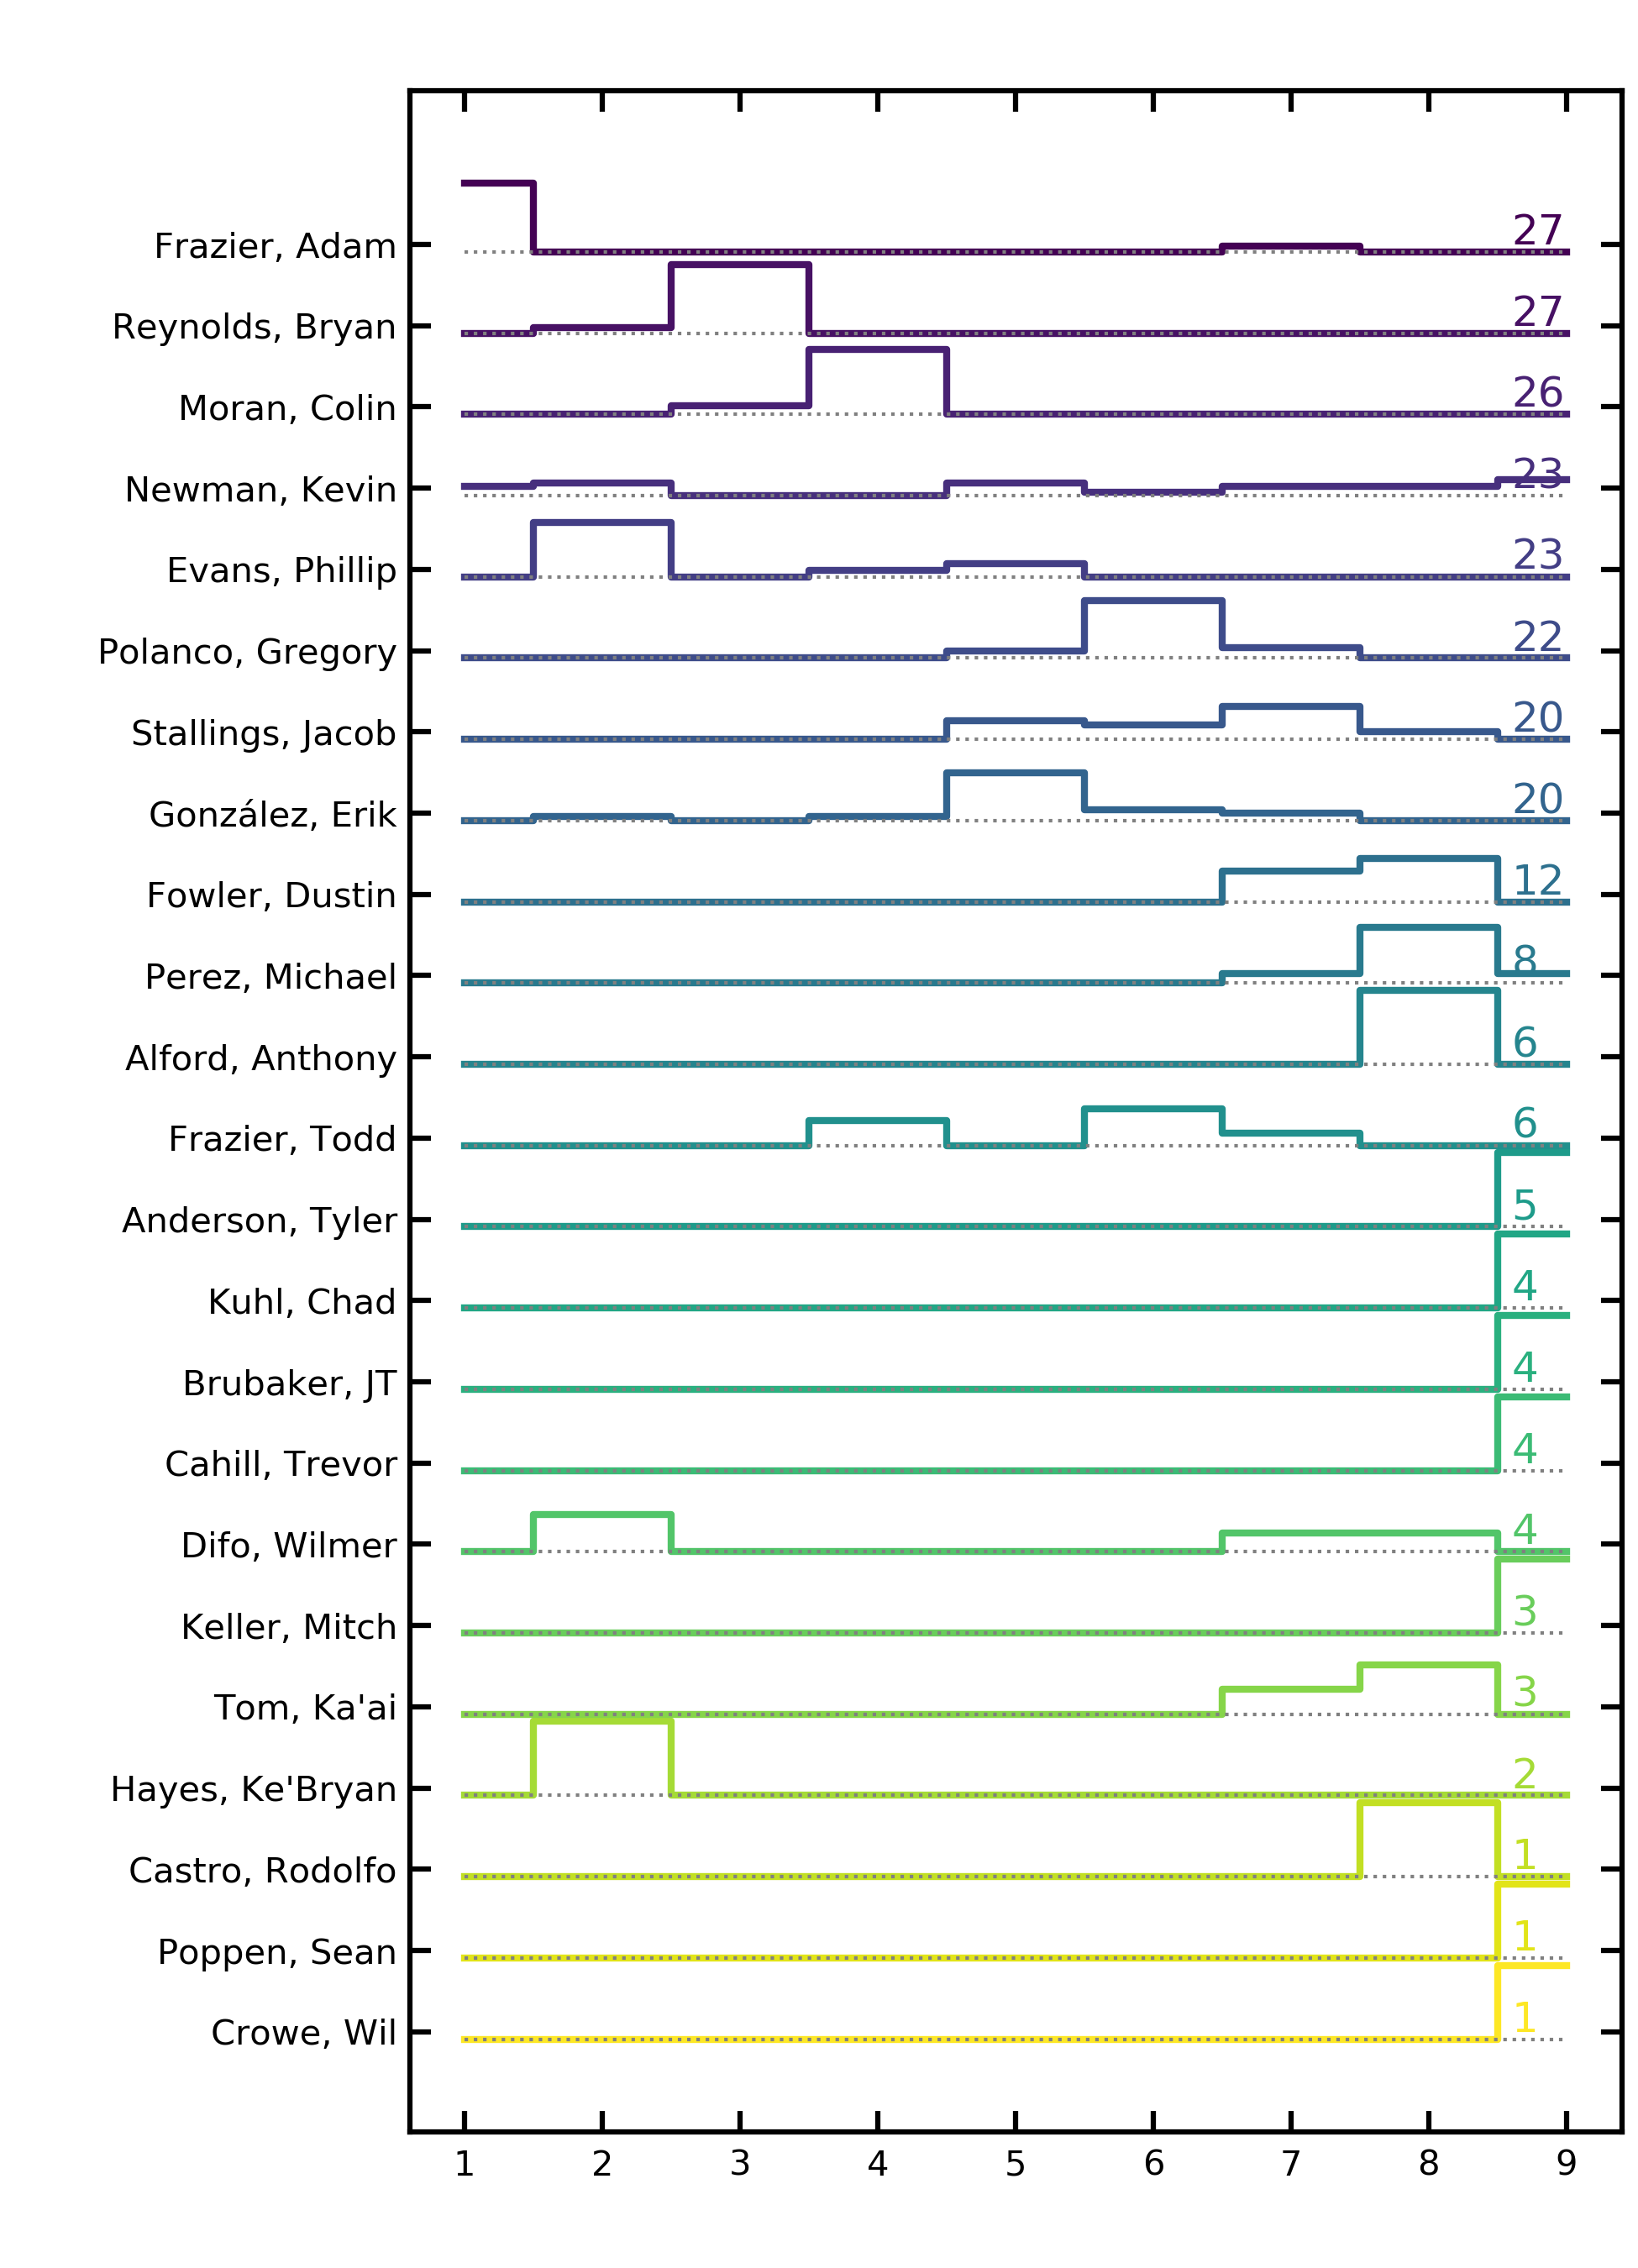 Frazier, Adam 27
Reynolds, Bryan 27
Moran, Colin 26
Newman, Kevin 23
Evans, Phillip 23
Polanco, Gregory 22
Stallings, Jacob 20
González, Erik 20
Fowler, Dustin 12
Perez, Michael 8
Alford, Anthony 6
Frazier, Todd 6
Anderson, Tyler 5
Kuhl, Chad 4
Brubaker, JT 4
Cahill, Trevor 4
Difo, Wilmer 4
Keller, Mitch 3
Tom, Ka'ai 3
Hayes, Ke'Bryan 2
Castro, Rodolfo 1
Poppen, Sean 1
Crowe, Wil 1
1 2 3 4 5 6 7 8 9